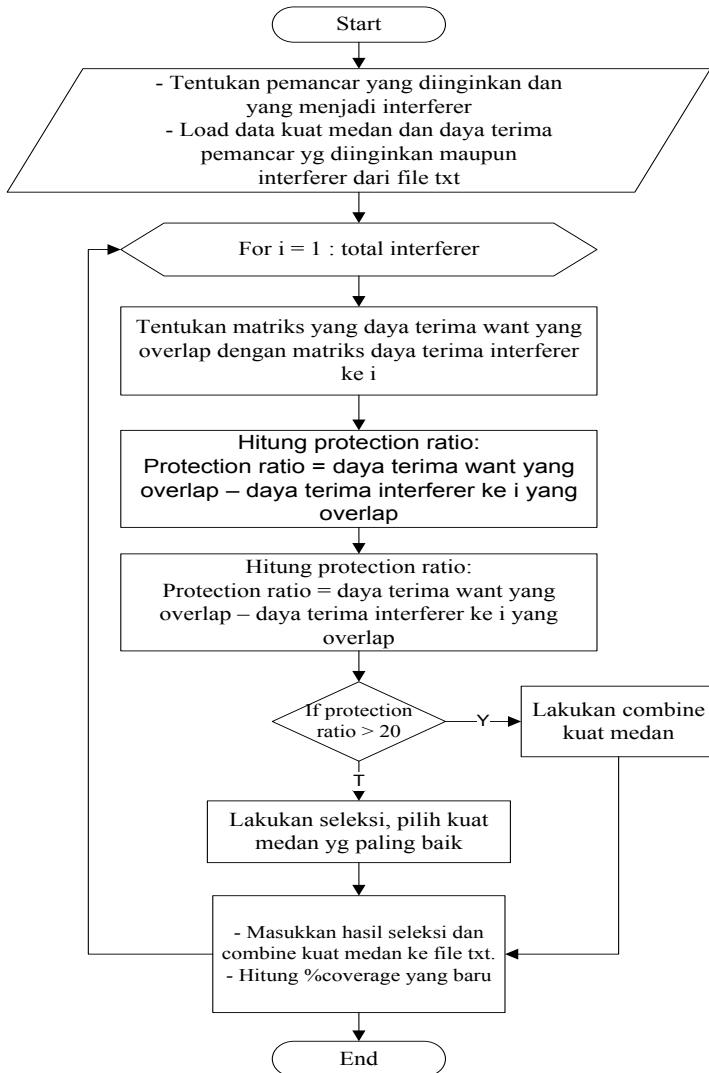 Start
- Tentukan pemancar yang diinginkan dan
yang menjadi interferer
- Load data kuat medan dan daya terima
pemancar yg diinginkan maupun
interferer dari file txt
For i = 1 : total interferer
Tentukan matriks yang daya terima want yang
overlap dengan matriks daya terima interferer
ke i
Hitung protection ratio:
Protection ratio = daya terima want yang
overlap – daya terima interferer ke i yang
overlap
Hitung protection ratio:
Protection ratio = daya terima want yang
overlap – daya terima interferer ke i yang
overlap
If protection
ratio > 20
Y
Lakukan combine
kuat medan
T
Lakukan seleksi, pilih kuat
medan yg paling baik
- Masukkan hasil seleksi dan
combine kuat medan ke file txt.
- Hitung %coverage yang baru
End